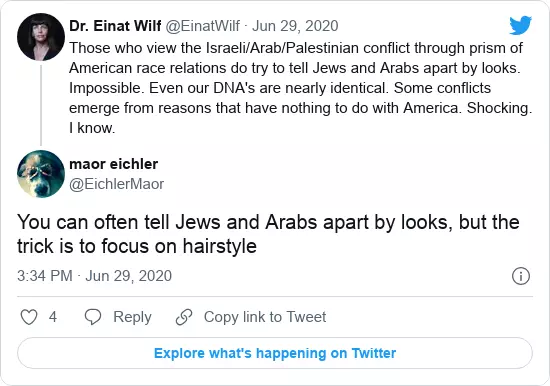 Dr. Einat Wilf @EinatWilf · Jun 29, 2020
Those who view the Israeli/Arab/Palestinian conflict through prism of
American race relations do try to tell Jews and Arabs apart by looks.
Impossible. Even our DNA's are nearly identical. Some conflicts
emerge from reasons that have nothing to do with America. Shocking.
I know.
maor eichler
@EichlerMaor
You can often tell Jews and Arabs apart by looks, but the
trick is to focus on hairstyle
3:34 PM · Jun 29, 2020
4 Reply Copy link to Tweet
Explore what's happening on Twitter